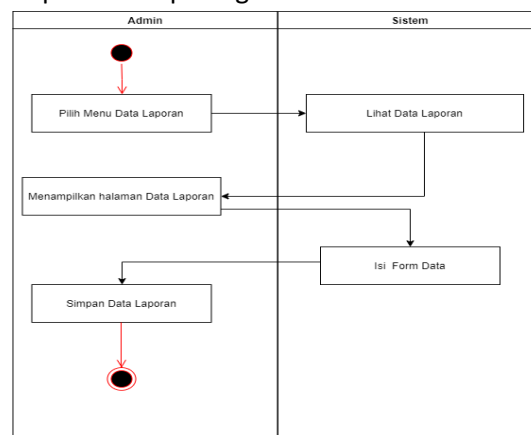 Admin
Sistem
Pilih Menu Data Laporan
Lihat Data Laporan
Menampilkan halaman Data Laporan
Isi Form Data
Simpan Data Laporan